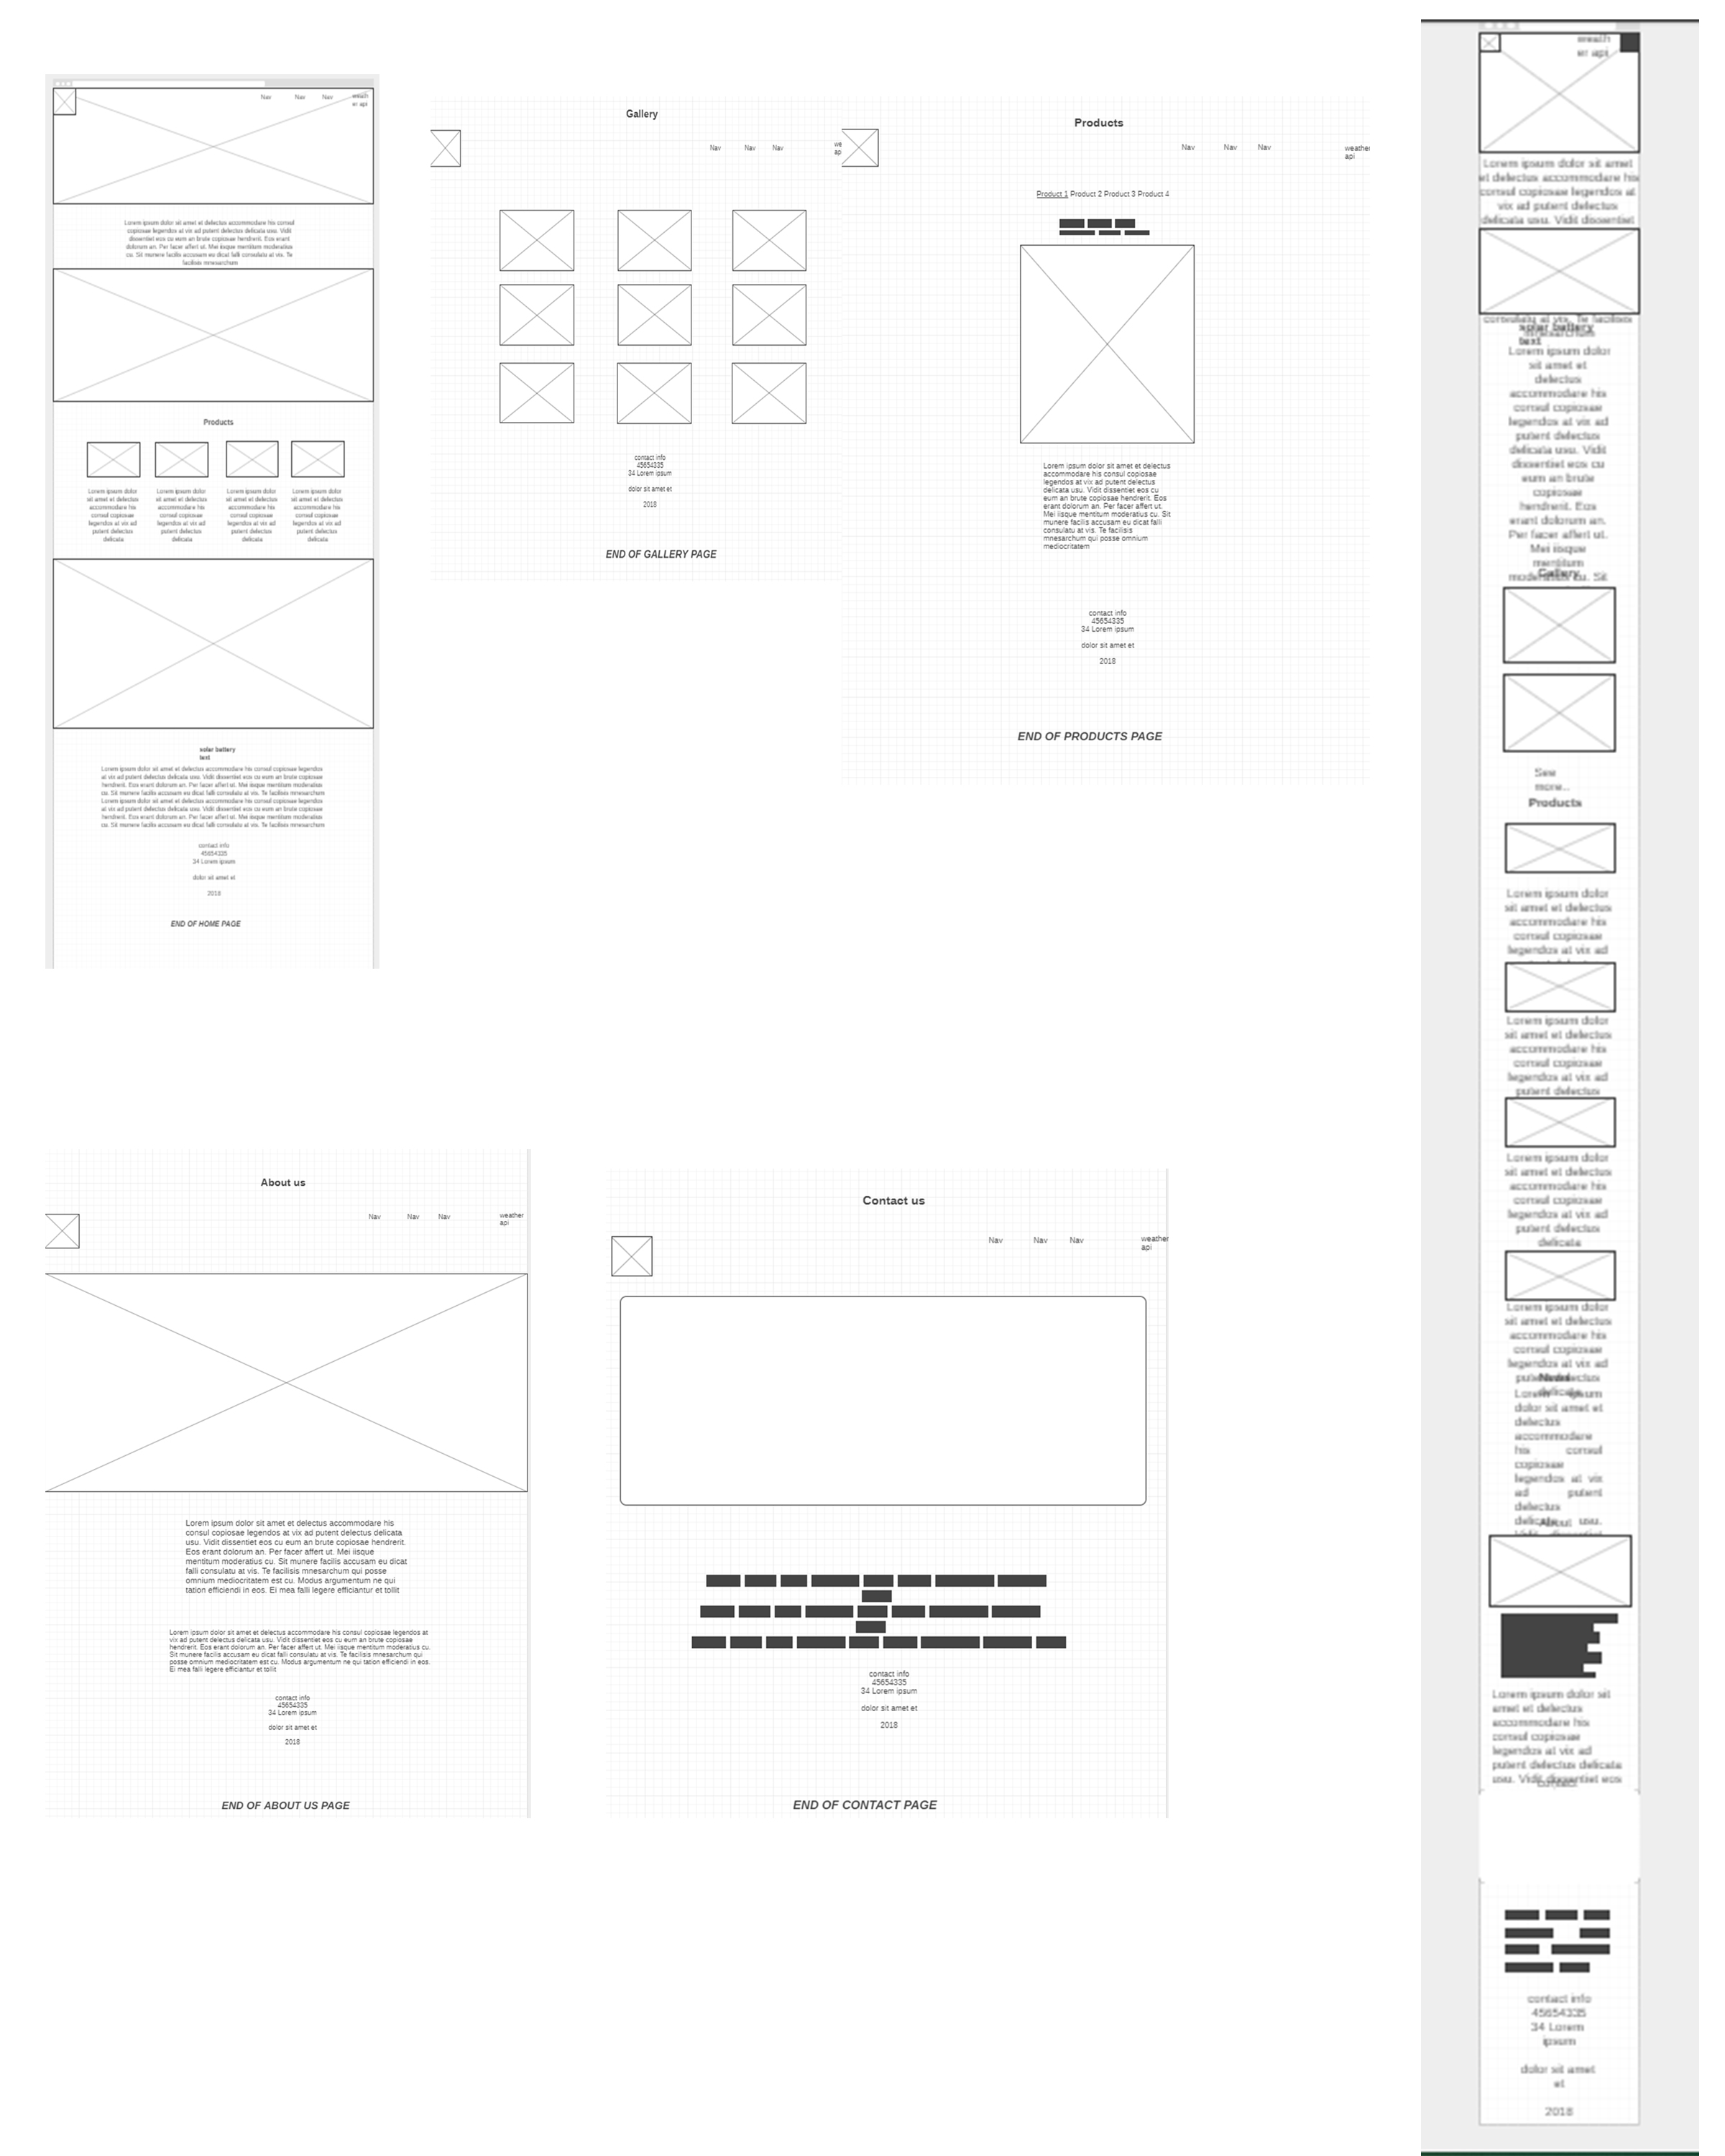 Nav Nav Nav weath
er api
Lorem ipsum dolor sit amet et delectus accommodare his consul
copiosae legendos at vix ad putent delectus delicata usu. Vidit
dissentiet eos cu eum an brute copiosae hendrerit. Eos erant
dolorum an. Per facer affert ut. Mei iisque mentitum moderatius
cu. Sit munere facilis accusam eu dicat falli consulatu at vis. Te
facilisis mnesarchum
Products
Lorem ipsum dolor
sit amet et delectus
accommodare his
consul copiosae
legendos at vix ad
putent delectus
delicata
Lorem ipsum dolor
sit amet et delectus
accommodare his
consul copiosae
legendos at vix ad
putent delectus
delicata
Lorem ipsum dolor
sit amet et delectus
accommodare his
consul copiosae
legendos at vix ad
putent delectus
delicata
Lorem ipsum dolor
sit amet et delectus
accommodare his
consul copiosae
legendos at vix ad
putent delectus
delicata
solar battery
text
Lorem ipsum dolor sit amet et delectus accommodare his consul copiosae legendos
at vix ad putent delectus delicata usu. Vidit dissentiet eos cu eum an brute copiosae
hendrerit. Eos erant dolorum an. Per facer affert ut. Mei iisque mentitum moderatius
cu. Sit munere facilis accusam eu dicat falli consulatu at vis. Te facilisis mnesarchum
Lorem ipsum dolor sit amet et delectus accommodare his consul copiosae legendos
at vix ad putent delectus delicata usu. Vidit dissentiet eos cu eum an brute copiosae
hendrerit. Eos erant dolorum an. Per facer affert ut. Mei iisque mentitum moderatius
cu. Sit munere facilis accusam eu dicat falli consulatu at vis. Te facilisis mnesarchum
contact info
45654335
34 Lorem ipsum
dolor sit amet et
2018
END OF HOME PAGE
Gallery
Nav Nav Nav we
ap
contact info
45654335
34 Lorem ipsum
dolor sit amet et
2018
END OF GALLERY PAGE
Products
Nav Nav Nav weather
api
Product 1 Product 2 Product 3 Product 4
Lorem ipsum dolor sit amet et delectus
accommodare his consul copiosae
legendos at vix ad putent delectus
delicata usu. Vidit dissentiet eos cu
eum an brute copiosae hendrerit. Eos
erant dolorum an. Per facer affert ut.
Mei iisque mentitum moderatius cu. Sit
munere facilis accusam eu dicat falli
consulatu at vis. Te facilisis
mnesarchum qui posse omnium
mediocritatem
contact info
45654335
34 Lorem ipsum
dolor sit amet et
2018
END OF PRODUCTS PAGE
About us
Nav Nav Nav weather
api
Lorem ipsum dolor sit amet et delectus accommodare his
consul copiosae legendos at vix ad putent delectus delicata
usu. Vidit dissentiet eos cu eum an brute copiosae hendrerit.
Eos erant dolorum an. Per facer affert ut. Mei iisque
mentitum moderatius cu. Sit munere facilis accusam eu dicat
falli consulatu at vis. Te facilisis mnesarchum qui posse
omnium mediocritatem est cu. Modus argumentum ne qui
tation efficiendi in eos. Ei mea falli legere efficiantur et tollit
Lorem ipsum dolor sit amet et delectus accommodare his consul copiosae legendos at
vix ad putent delectus delicata usu. Vidit dissentiet eos cu eum an brute copiosae
hendrerit. Eos erant dolorum an. Per facer affert ut. Mei iisque mentitum moderatius cu.
Sit munere facilis accusam eu dicat falli consulatu at vis. Te facilisis mnesarchum qui
posse omnium mediocritatem est cu. Modus argumentum ne qui tation efficiendi in eos.
Ei mea falli legere efficiantur et tollit
contact info
45654335
34 Lorem ipsum
dolor sit amet et
2018
END OF ABOUT US PAGE
Contact us
Nav Nav Nav weather
api
contact info
45654335
34 Lorem ipsum
dolor sit amet et
2018
END OF CONTACT PAGE
weath
er api
Lorem ipsum dolor sit amet
et delectus accommodare his
consul copiosae legendos at
vix ad putent delectus
delicata usu. Vidit dissentiet
consulatu at vis. Te facilisis
mnesarchum
solar battery
text
Lorem ipsum dolor
sit amet et
delectus
accommodare his
consul copiosae
legendos at vix ad
putent delectus
delicata usu. Vidit
dissentiet eos cu
eum an brute
copiosae
hendrerit. Eos
erant dolorum an.
Per facer affert ut.
Mei iisque
mentitum
moderatius cu. Sit
Gallery
See
more...
Products
Lorem ipsum dolor
sit amet et delectus
accommodare his
consul copiosae
legendos at vix ad
Lorem ipsum dolor
sit amet et delectus
accommodare his
consul copiosae
legendos at vix ad
putent delectus
Lorem ipsum dolor
sit amet et delectus
accommodare his
consul copiosae
legendos at vix ad
putent delectus
delicata
Lorem ipsum dolor
sit amet et delectus
accommodare his
consul copiosae
legendos at vix ad
putent delectus
delicata
News
Lorem ipsum
dolor sit amet et
delectus
accommodare
his consul
copiosae
legendos at vix
ad putent
delectus
delicata usu.
Vidit dissentiet
About
Lorem ipsum dolor sit
amet et delectus
accommodare his
consul copiosae
legendos at vix ad
putent delectus delicata
usu. Vidit dissentiet eos
contact
contact info
45654335
34 Lorem
ipsum
dolor sit amet
et
2018